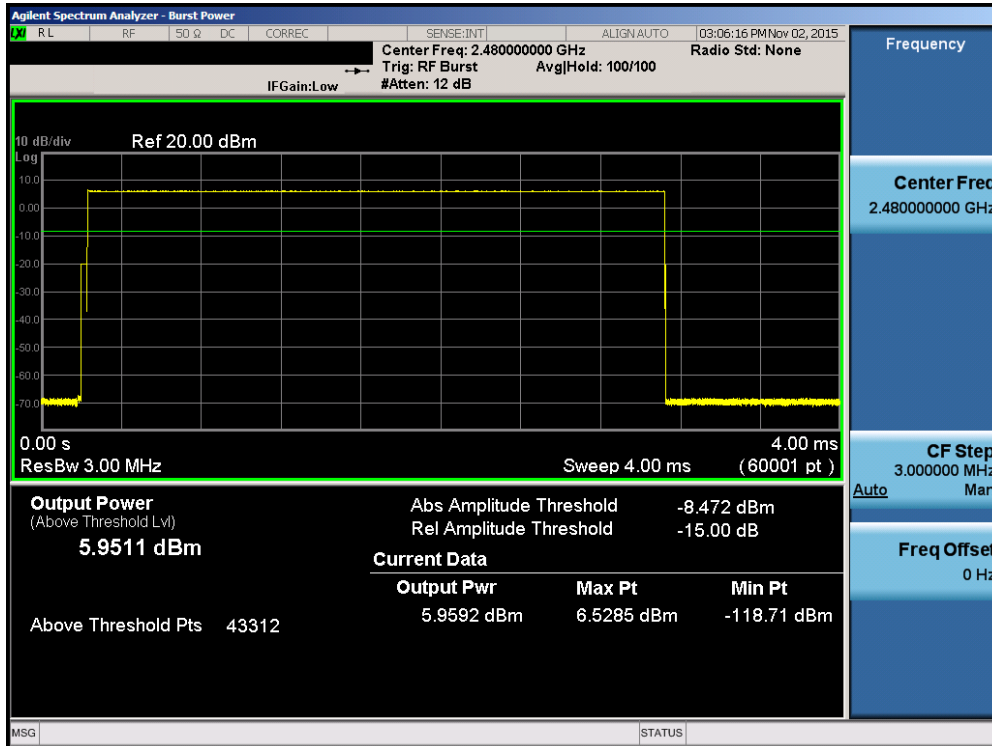 Agilent Spectrum Analyzer - Burst Power
LXI RL RF 50 Ω DC CORREC SENSE:INT ALIGN AUTO 03:06:16 PM Nov 02, 2015
Center Freq: 2.480000000 GHz Radio Std: None
Trig: RF Burst Avg|Hold: 100/100
IFGain:Low #Atten: 12 dB
Frequency
10 dB/div Ref 20.00 dBm
Log
10.0
0.00
-10.0
-20.0
-30.0
-40.0
-50.0
-60.0
-70.0
0.00 s 4.00 ms
ResBw 3.00 MHz Sweep 4.00 ms (60001 pt)
Center Freq
2.480000000 GHz
CF Step
3.000000 MHz
Auto Man
Freq Offset
0 Hz
Output Power
(Above Threshold Lvl)
5.9511 dBm
Above Threshold Pts 43312
Abs Amplitude Threshold -8.472 dBm
Rel Amplitude Threshold -15.00 dB
Current Data
Output Pwr Max Pt Min Pt
5.9592 dBm 6.5285 dBm -118.71 dBm
MSG STATUS